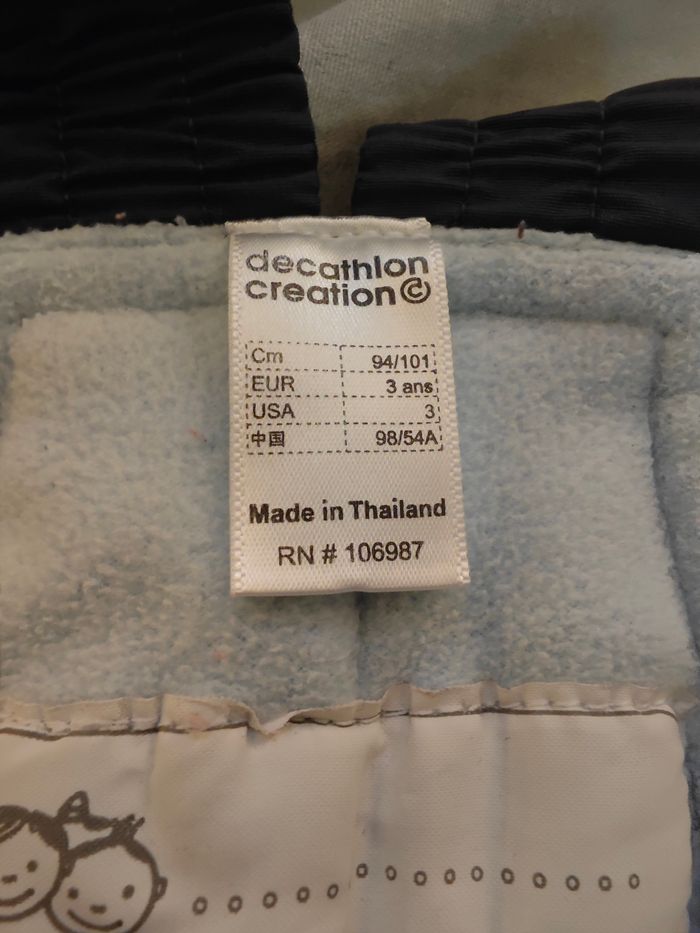 decathlon
creation ©
Cm 94/101
EUR 3 ans
USA 3
中国 98/54A
Made in Thailand
RN # 106987